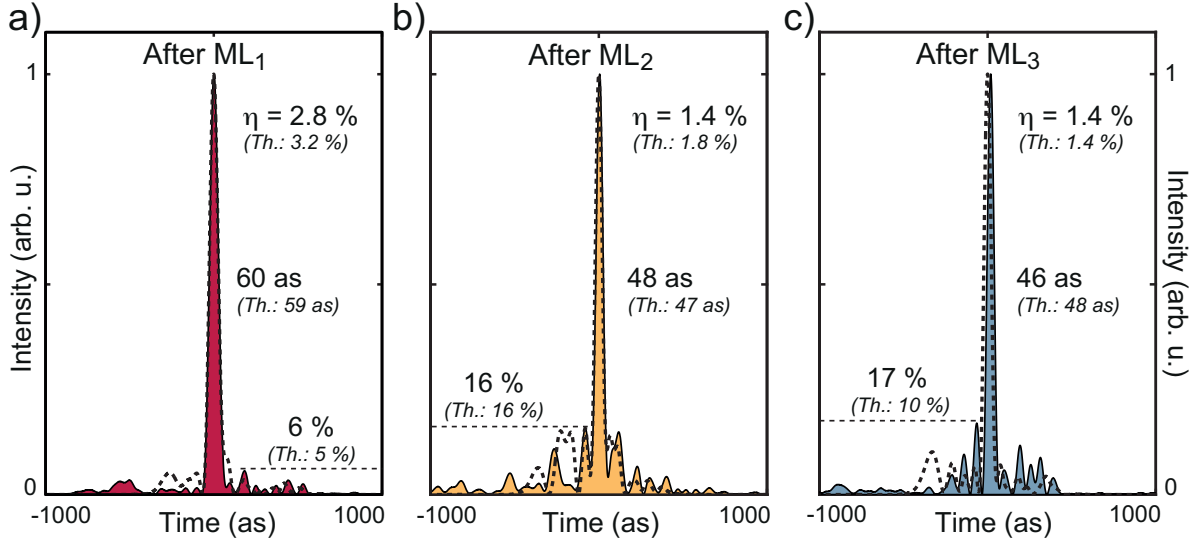 a)
After ML1
Intensity (arb. u.)
1
0
η = 2.8 %
(Th.: 3.2 %)
60 as
(Th.: 59 as)
6 %
(Th.: 5 %)
-1000
Time (as)
1000
b)
After ML2
η = 1.4 %
(Th.: 1.8 %)
48 as
(Th.: 47 as)
16 %
(Th.: 16 %)
-1000
Time (as)
1000
c)
After ML3
η = 1.4 %
(Th.: 1.4 %)
46 as
(Th.: 48 as)
17 %
(Th.: 10 %)
-1000
Time (as)
1000
1
0
Intensity (arb. u.)